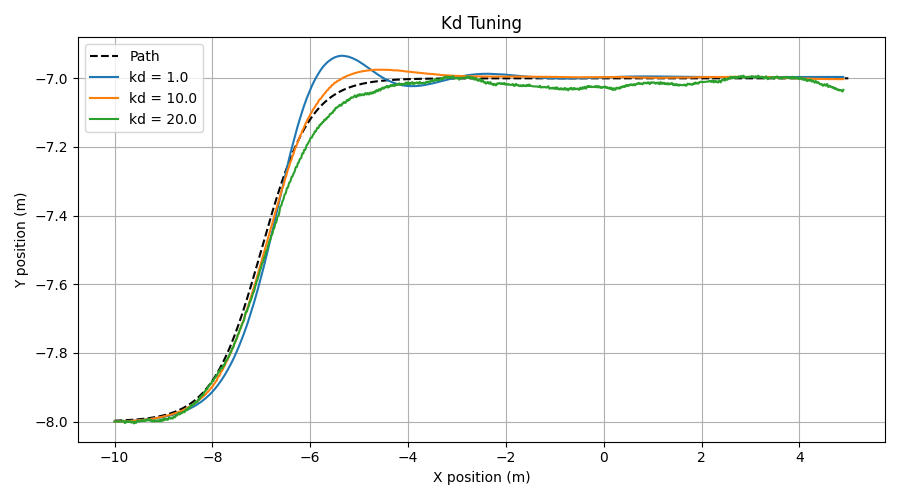 Kd Tuning
Path
kd = 1.0
kd = 10.0
kd = 20.0
Y position (m)
−7.0
−7.2
−7.4
−7.6
−7.8
−8.0
−10 −8 −6 −4 −2 0 2 4
X position (m)